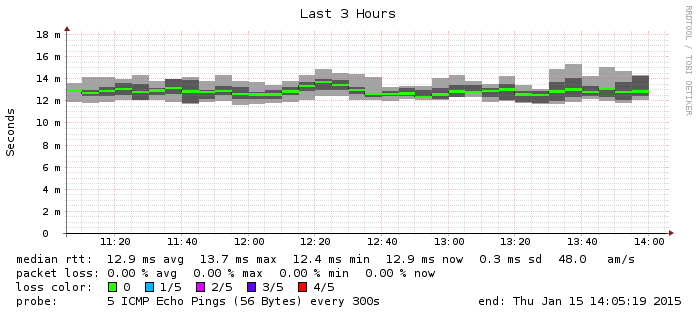 Last 3 Hours
RRDTOOL / TOBI OETIKER
Seconds
18 m
16 m
14 m
12 m
10 m
8 m
6 m
4 m
2 m
0
11:20 11:40 12:00 12:20 12:40 13:00 13:20 13:40 14:00
median rtt: 12.9 ms avg 13.7 ms max 12.4 ms min 12.9 ms now 0.3 ms sd 48.0 am/s
packet loss: 0.00 % avg 0.00 % max 0.00 % min 0.00 % now
loss color: 0 1/5 2/5 3/5 4/5
probe: 5 ICMP Echo Pings (56 Bytes) every 300s end: Thu Jan 15 14:05:19 2015